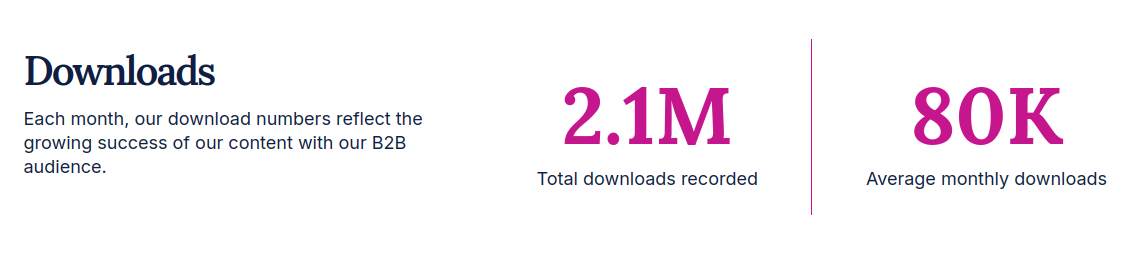 Downloads
Each month, our download numbers reflect the
growing success of our content with our B2B
audience.
2.1M
Total downloads recorded
80K
Average monthly downloads